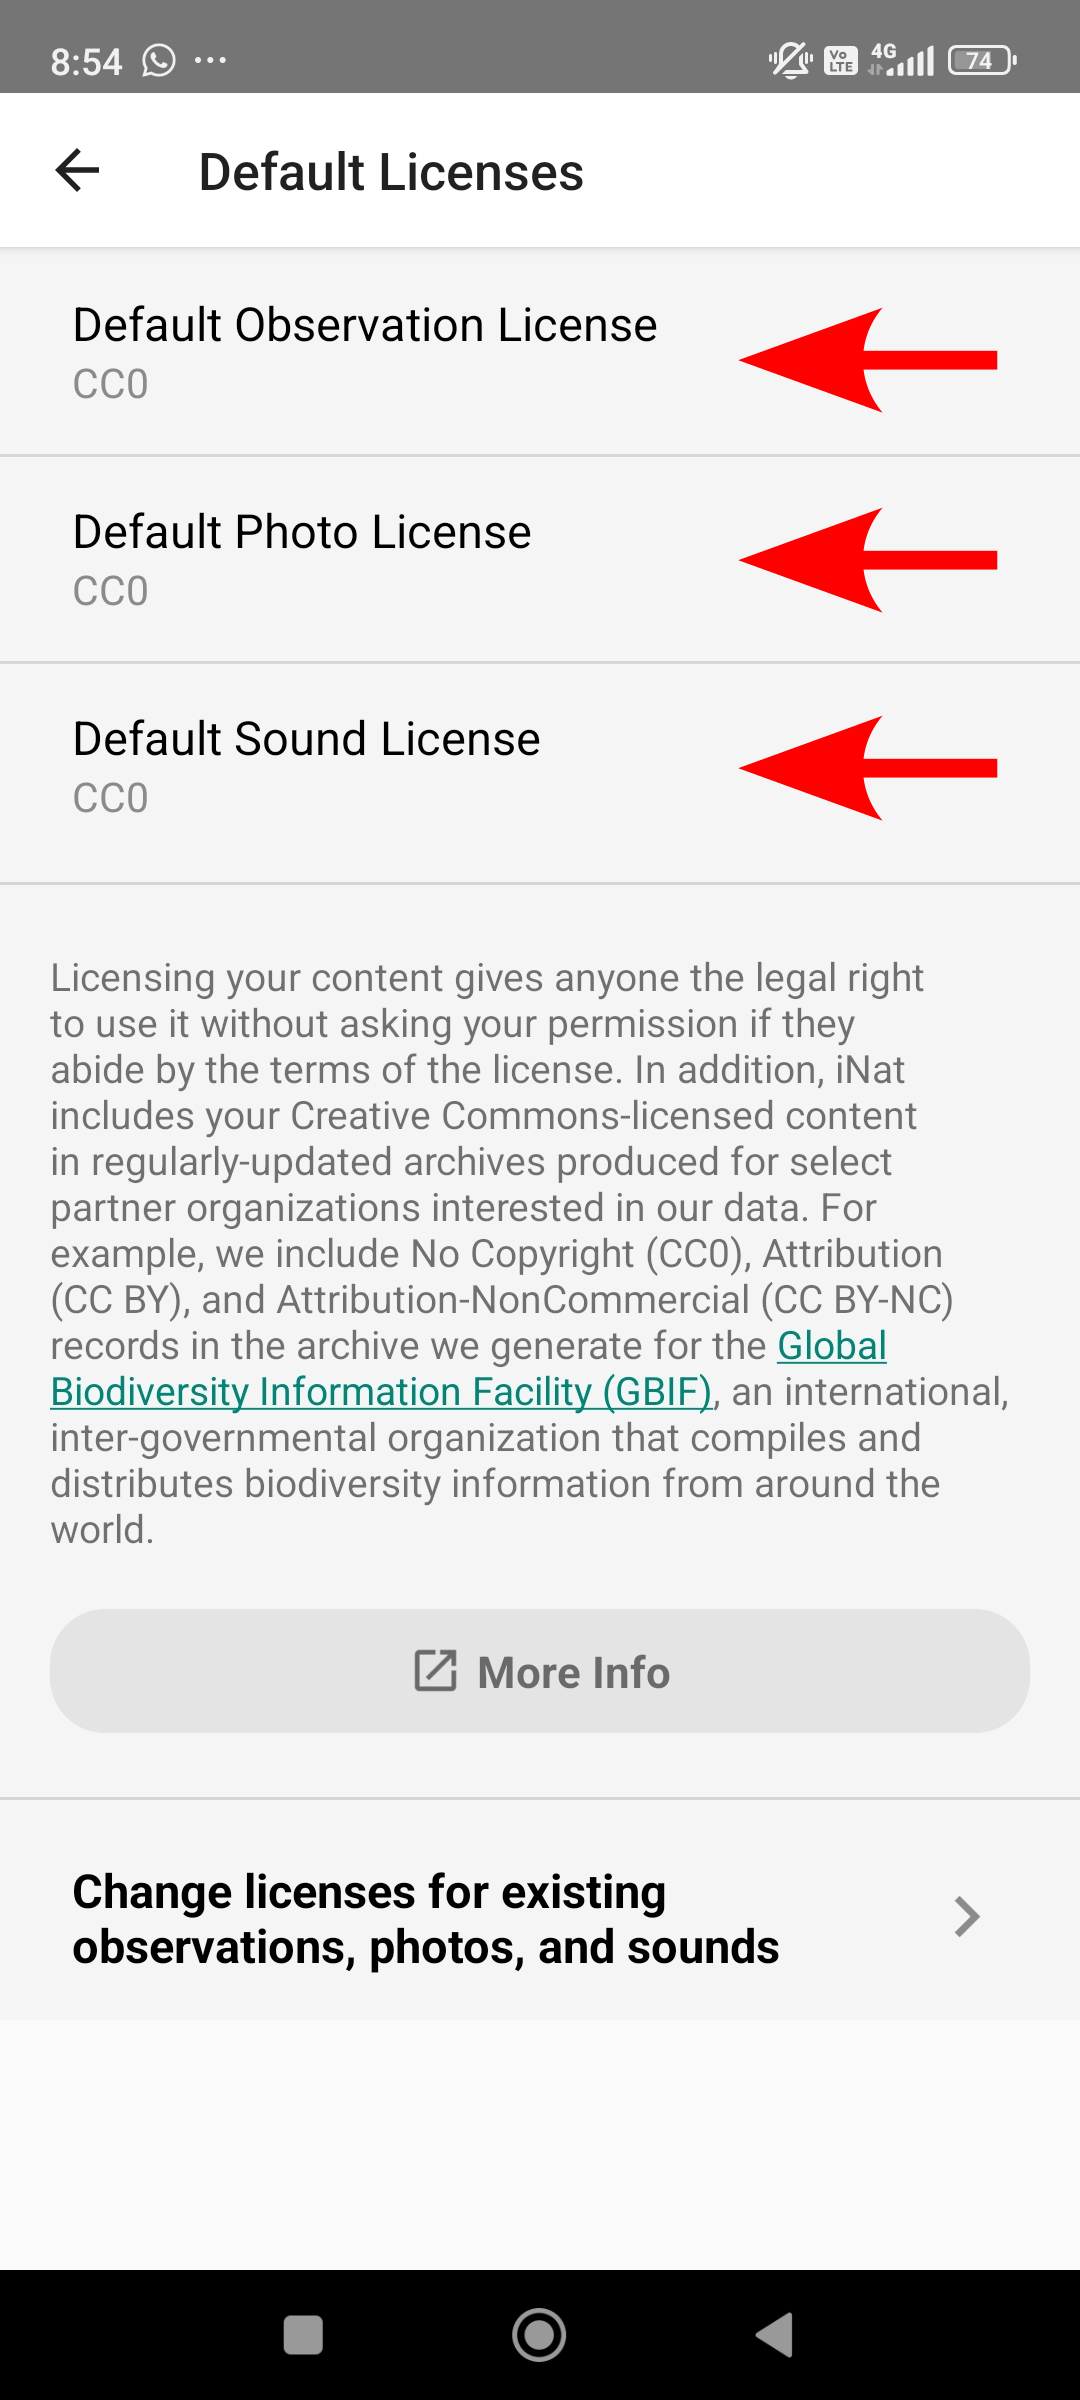 8:54 ...
Vo LTE 4G 74
Default Licenses
Default Observation License
CC0
Default Photo License
CC0
Default Sound License
CC0
Licensing your content gives anyone the legal right
to use it without asking your permission if they
abide by the terms of the license. In addition, iNat
includes your Creative Commons-licensed content
in regularly-updated archives produced for select
partner organizations interested in our data. For
example, we include No Copyright (CC0), Attribution
(CC BY), and Attribution-NonCommercial (CC BY-NC)
records in the archive we generate for the Global
Biodiversity Information Facility (GBIF), an international,
inter-governmental organization that compiles and
distributes biodiversity information from around the
world.
More Info
Change licenses for existing
observations, photos, and sounds